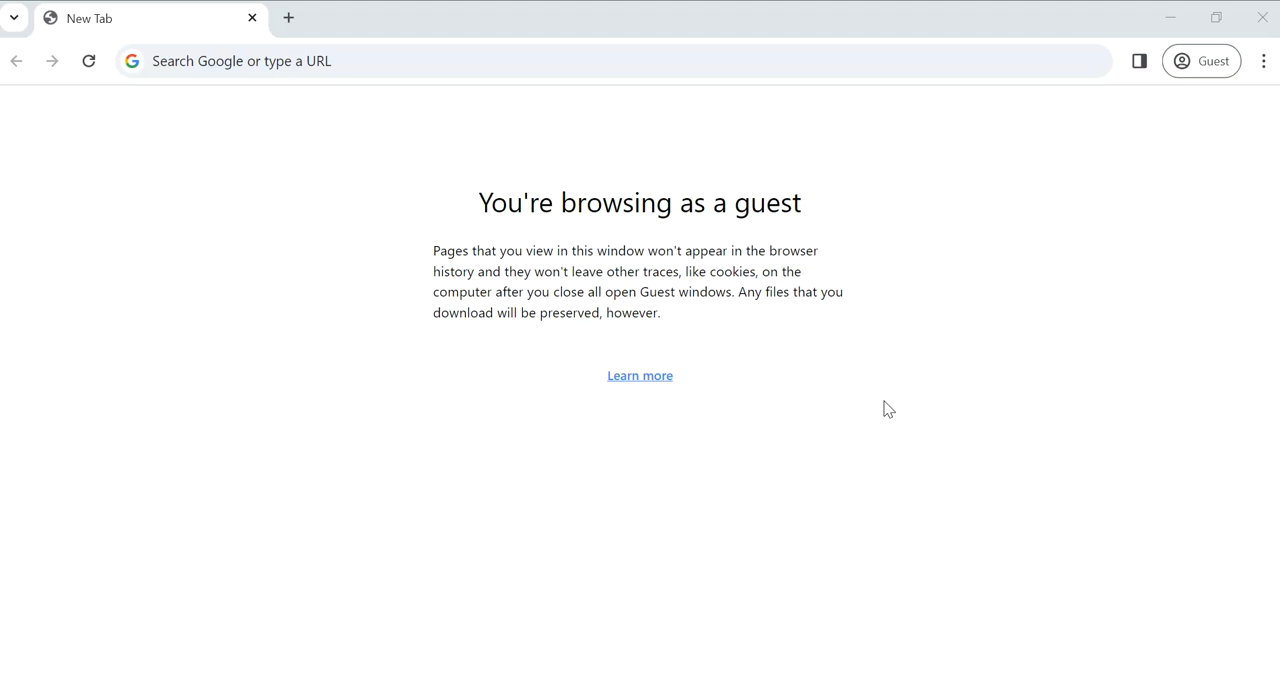 New Tab
Search Google or type a URL
Guest
You're browsing as a guest
Pages that you view in this window won't appear in the browser
history and they won't leave other traces, like cookies, on the
computer after you close all open Guest windows. Any files that you
download will be preserved, however.
Learn more